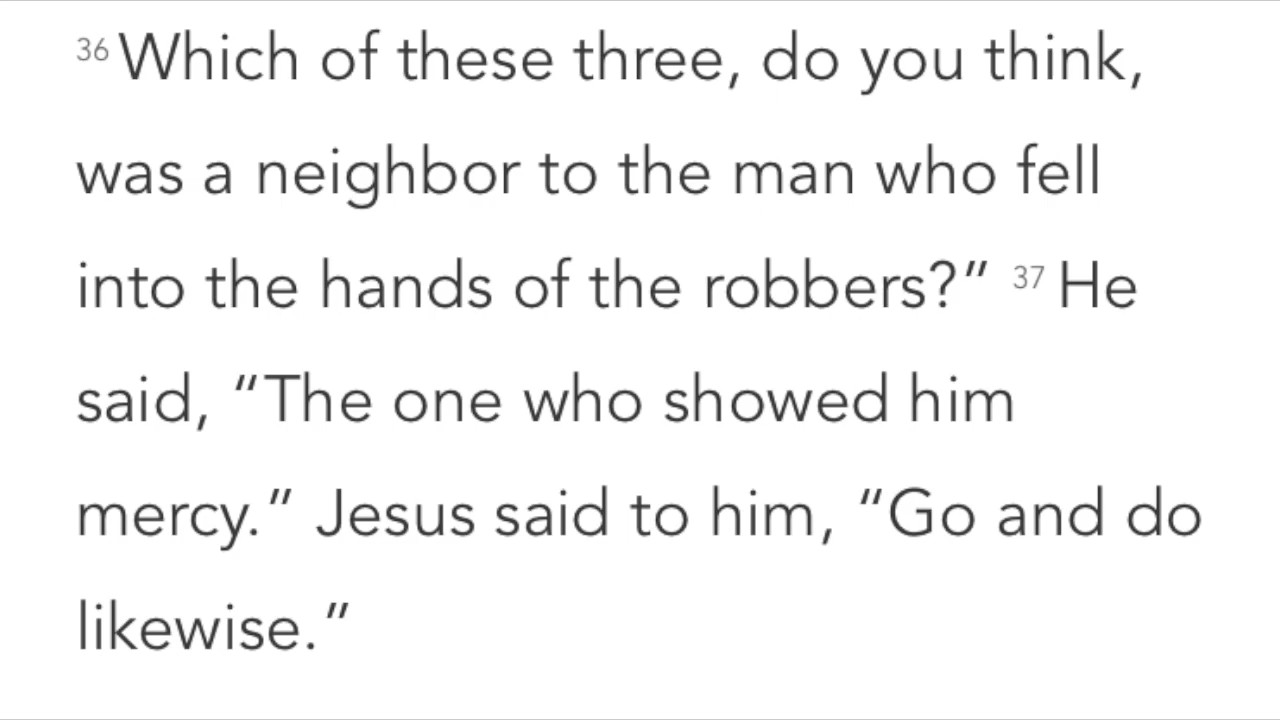 36 Which of these three, do you think,
was a neighbor to the man who fell
into the hands of the robbers?” 37 He
said, “The one who showed him
mercy.” Jesus said to him, “Go and do
likewise.”